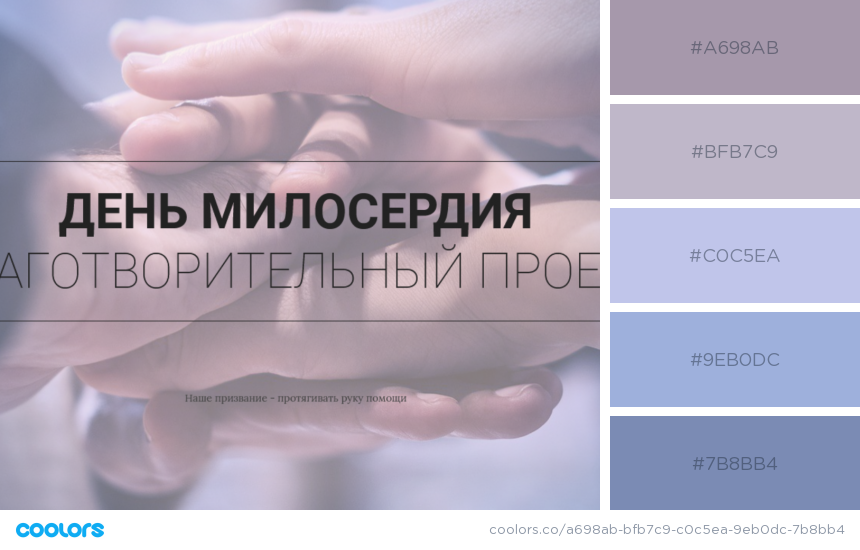 ДЕНЬ МИЛОСЕРДИЯ
АГОТВОРИТЕЛЬНЫЙ ПРОЕ
Наше призвание - протягивать руку помощи
#A698AB
#BFB7C9
#C0C5EA
#9EB0DC
#7B8BB4
coolors
coolors.co/a698ab-bfb7c9-c0c5ea-9eb0dc-7b8bb4